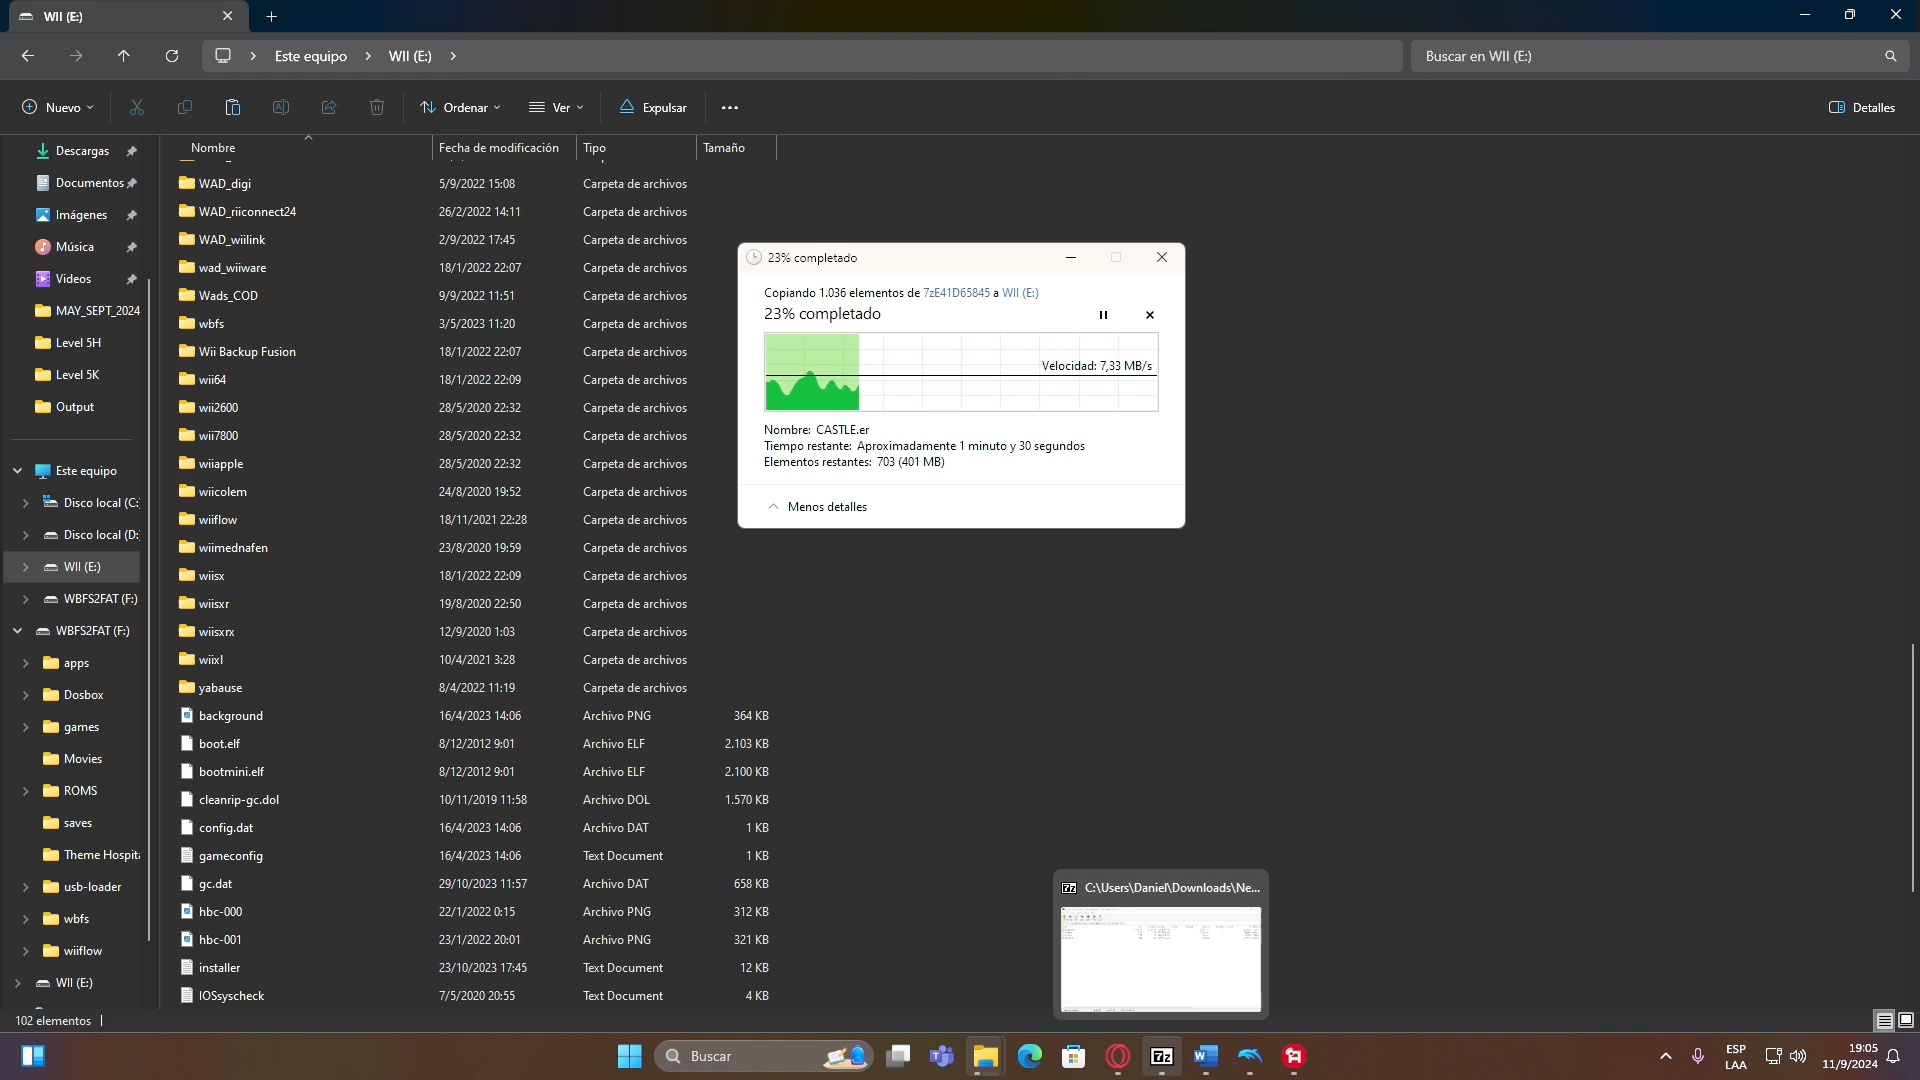 WII (E:)
Este equipo
WII (E:)
Buscar en WII (E:)
Nuevo
Ordenar
Ver
Expulsar
Detalles
Descargas
Documentos
Imágenes
Música
Videos
MAY_SEPT_2024
Level 5H
Level 5K
Output
Este equipo
Disco local (C:
Disco local (D:
WII (E:)
WBFS2FAT (F:)
WBFS2FAT (F:)
apps
Dosbox
games
Movies
ROMS
saves
Theme Hospit
usb-loader
wbfs
wiiflow
WII (E:)
Nombre Fecha de modificación Tipo Tamaño
WAD_digi 5/9/2022 15:08 Carpeta de archivos
WAD_riiconnect24 26/2/2022 14:11 Carpeta de archivos
WAD_wiilink 2/9/2022 17:45 Carpeta de archivos
wad_wiiware 18/1/2022 22:07 Carpeta de archivos
Wads_COD 9/9/2022 11:51 Carpeta de archivos
wbfs 3/5/2023 11:20 Carpeta de archivos
Wii Backup Fusion 18/1/2022 22:07 Carpeta de archivos
wii64 18/1/2022 22:09 Carpeta de archivos
wii2600 28/5/2020 22:32 Carpeta de archivos
wii7800 28/5/2020 22:32 Carpeta de archivos
wiiapple 28/5/2020 22:32 Carpeta de archivos
wiicolem 24/8/2020 19:52 Carpeta de archivos
wiiflow 18/11/2021 22:28 Carpeta de archivos
wiimednafen 23/8/2020 19:59 Carpeta de archivos
wiisx 18/1/2022 22:09 Carpeta de archivos
wiisxr 19/8/2020 22:50 Carpeta de archivos
wiisxrx 12/9/2020 1:03 Carpeta de archivos
wiixl 10/4/2021 3:28 Carpeta de archivos
yabause 8/4/2022 11:19 Carpeta de archivos
background 16/4/2023 14:06 Archivo PNG 364 KB
boot.elf 8/12/2012 9:01 Archivo ELF 2.103 KB
bootmini.elf 8/12/2012 9:01 Archivo ELF 2.100 KB
cleanrip-gc.dol 10/11/2019 11:58 Archivo DOL 1.570 KB
config.dat 16/4/2023 14:06 Archivo DAT 1 KB
gameconfig 16/4/2023 14:06 Text Document 1 KB
gc.dat 29/10/2023 11:57 Archivo DAT 658 KB
hbc-000 22/1/2022 0:15 Archivo PNG 312 KB
hbc-001 23/1/2022 20:01 Archivo PNG 321 KB
installer 23/10/2023 17:45 Text Document 12 KB
IOSsyscheck 7/5/2020 20:55 Text Document 4 KB
23% completado
Copiando 1.036 elementos de 7zE41D65845 a WII (E:)
23% completado
Velocidad: 7,33 MB/s
Nombre: CASTLE.er
Tiempo restante: Aproximadamente 1 minuto y 30 segundos
Elementos restantes: 703 (401 MB)
Menos detalles
7z C:\Users\Daniel\Downloads\Ne...
102 elementos
Buscar
7z
ESP
LAA
19:05
11/9/2024